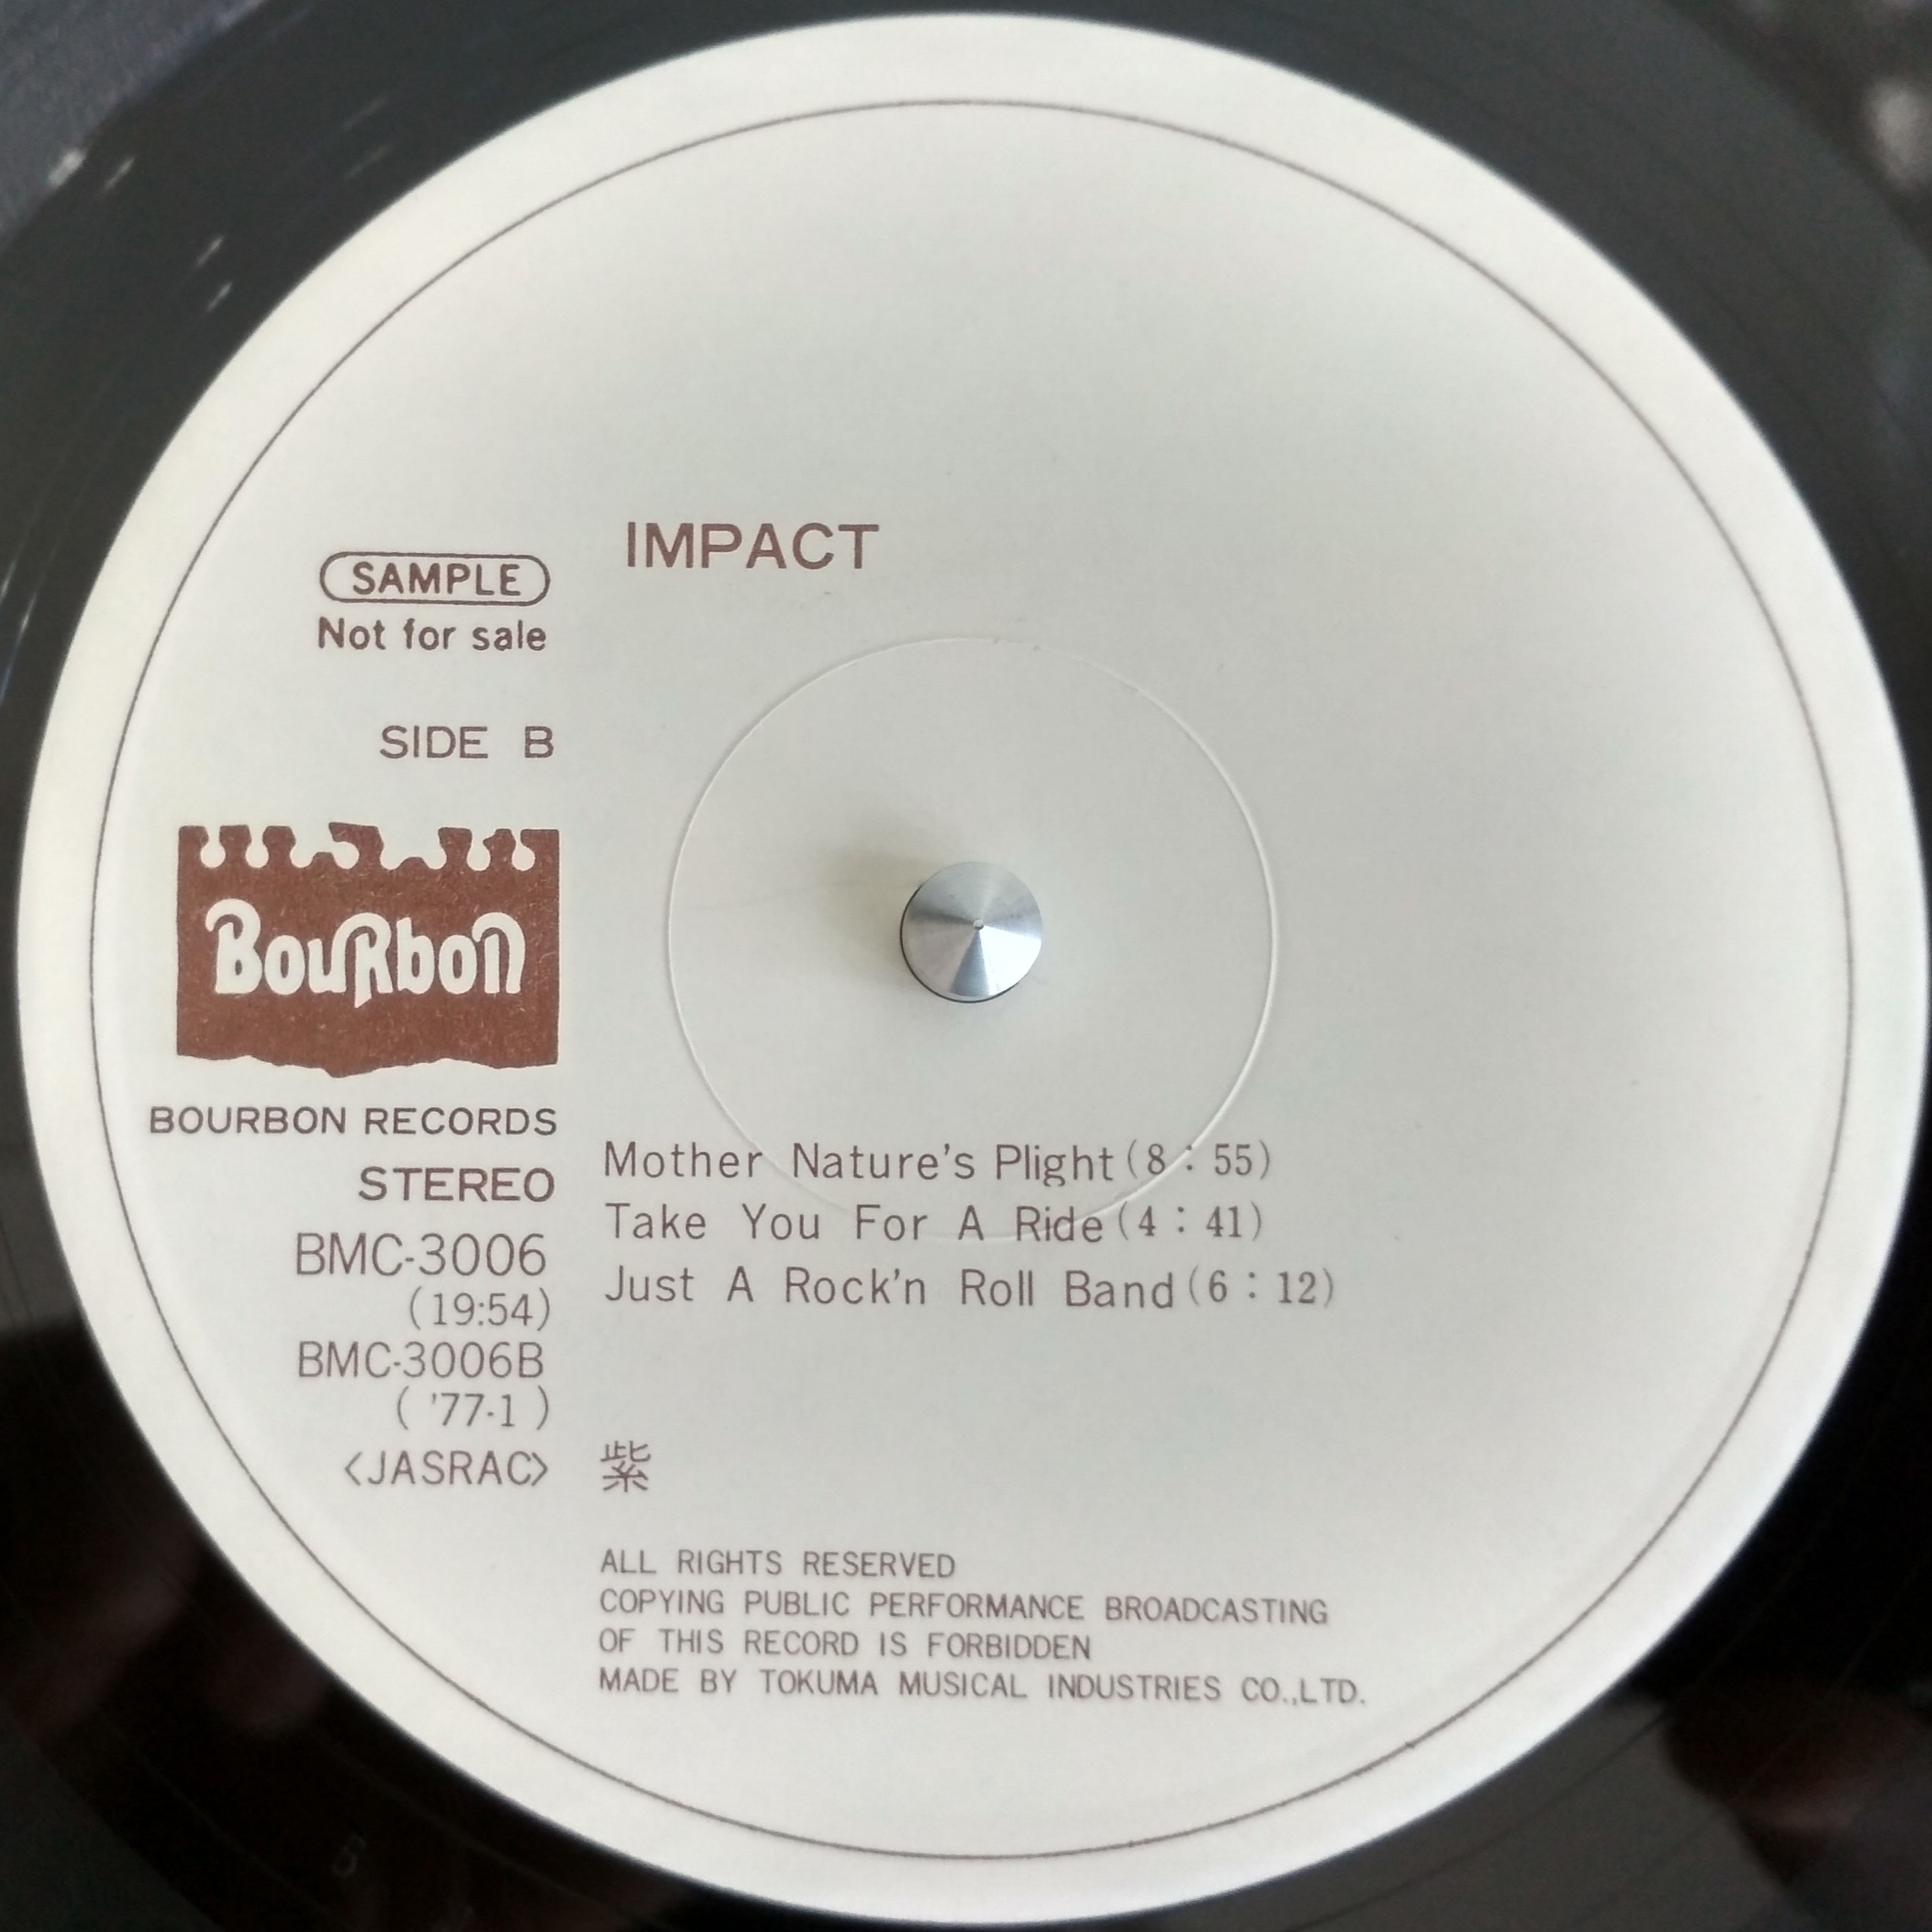 IMPACT
SAMPLE
Not for sale
SIDE B
Bourbon
BOURBON RECORDS
STEREO
BMC-3006
(19:54)
BMC-3006B
( '77・1 )
<JASRAC>
Mother Nature's Plight(8:55)
Take You For A Ride(4:41)
Just A Rock'n Roll Band(6:12)
紫
ALL RIGHTS RESERVED
COPYING PUBLIC PERFORMANCE BROADCASTING
OF THIS RECORD IS FORBIDDEN
MADE BY TOKUMA MUSICAL INDUSTRIES CO.,LTD.